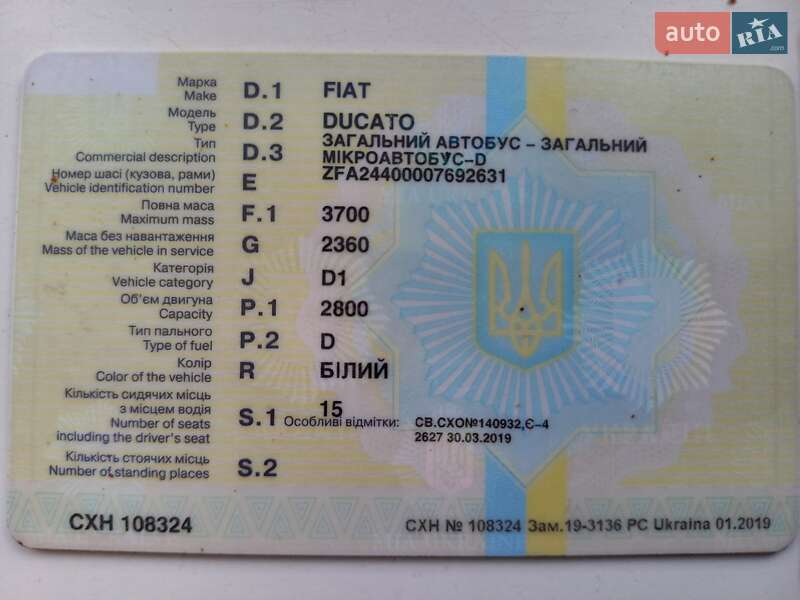 auto RIA.com
Марка
Make D.1 FIAT
Модель
Type D.2 DUCATO
Тип
Commercial description D.3 ЗАГАЛЬНИЙ АВТОБУС – ЗАГАЛЬНИЙ
МІКРОАВТОБУС-D
Номер шасі (кузова, рами)
Vehicle identification number E ZFA24400007692631
Повна маса
Maximum mass F.1 3700
Маса без навантаження
Mass of the vehicle in service G 2360
Категорія
Vehicle category J D1
Об'єм двигуна
Capacity P.1 2800
Тип пального
Type of fuel P.2 D
Колір
Color of the vehicle R БІЛИЙ
Кількість сидячих місць
з місцем водія
Number of seats
including the driver's seat S.1 15
Особливі відмітки: СВ.СХО№140932,Є-4
2627 30.03.2019
Кількість стоячих місць
Number of standing places S.2
СХН 108324
СХН № 108324 Зам.19-3136 РС Ukraina 01.2019